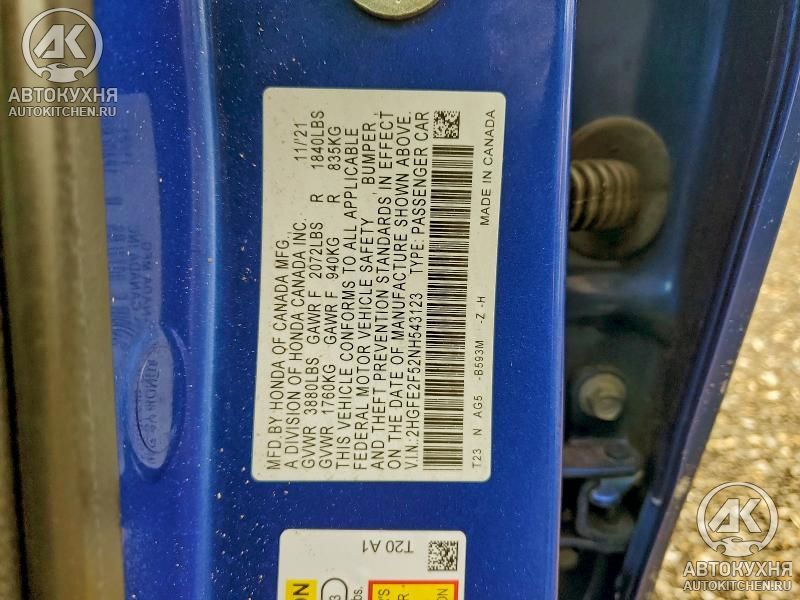 MFD.BY HONDA OF CANADA MFG. 11/21
A DIVISION OF HONDA CANADA INC.
GVWR 3880LBS GAWR F 2072LBS R 1840LBS
GVWR 1760KG GAWR F 940KG R 835KG
THIS VEHICLE CONFORMS TO ALL APPLICABLE
FEDERAL MOTOR VEHICLE SAFETY BUMPER,
AND THEFT PREVENTION STANDARDS IN EFFECT
ON THE DATE OF MANUFACTURE SHOWN ABOVE.
V.I.N.:2HGFE2F52NH543123 TYPE: PASSENGER CAR
T23 N AG5 -B593M -Z -H MADE IN CANADA
T20 A1
AK
АВТОКУХНЯ
AUTOKITCHEN.RU
AK
АВТОКУХНЯ
AUTOKITCHEN.RU